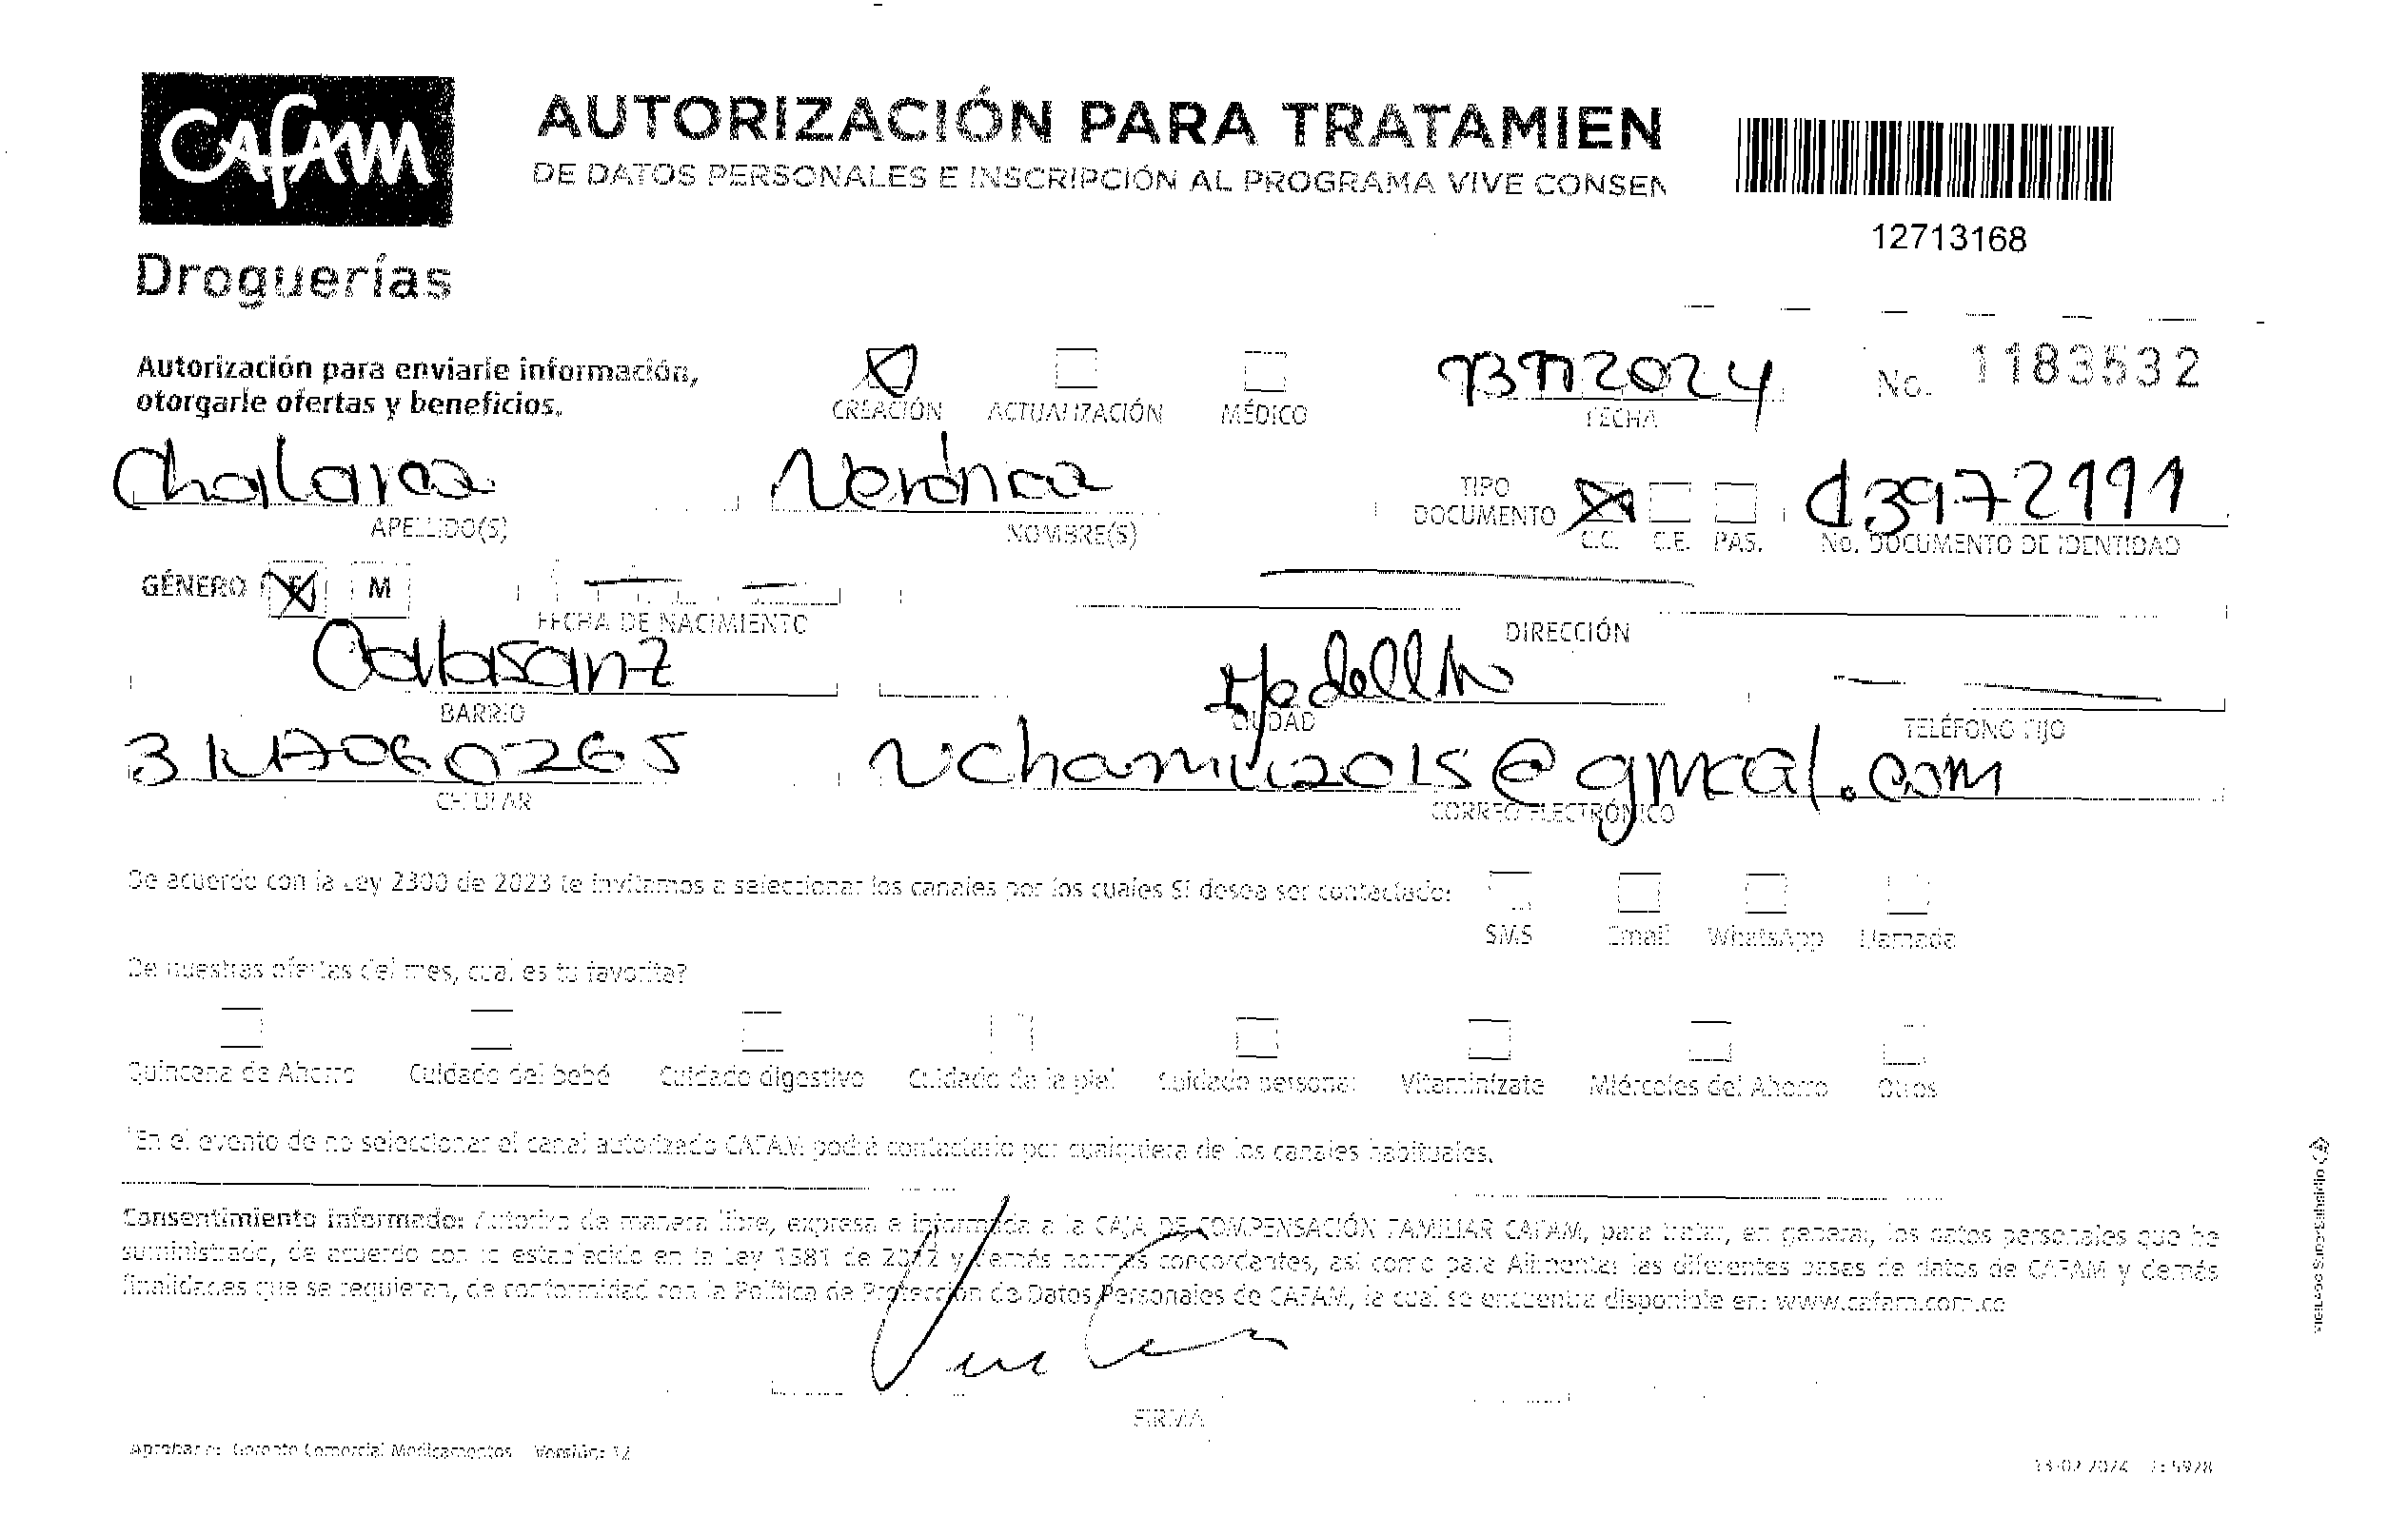 CAFAM
Droguerías
AUTORIZACIÓN PARA TRATAMIEN
DE DATOS PERSONALES E INSCRIPCIÓN AL PROGRAMA VIVE CONSEN
12713168
Autorización para enviarle información,
otorgarle ofertas y beneficios.
CREACIÓN ACTUALIZACIÓN MÉDICO
2024
FECHA
No. 1183532
Chalarca Verónica
APELLIDO(S) NOMBRE(S)
TIPO DOCUMENTO C.C. C.E. PAS.
No. DOCUMENTO DE IDENTIDAD
GÉNERO F M
FECHA DE NACIMIENTO
DIRECCIÓN
Calasanz Medellín
BARRIO CIUDAD TELÉFONO FIJO
CELULAR CORREO ELECTRÓNICO
De acuerdo con la Ley 2300 de 2023 te invitamos a seleccionar los canales por los cuales SÍ desea ser contactado:
SMS Email WhatsApp Llamada
De nuestras ofertas del mes, cual es tu favorita?
Quincena de Ahorro Cuidado del bebé Cuidado digestivo Cuidado de la piel Cuidado personal Vitaminízate Miércoles del Ahorro Otros
*En el evento de no seleccionar el canal autorizado CAFAM podrá contactarlo por cualquiera de los canales habituales.
Consentimiento informado: Autorizo de manera libre, expresa e informada a la CAJA DE COMPENSACIÓN FAMILIAR CAFAM, para tratar, en general, los datos personales que he
suministrado, de acuerdo con lo establecido en la Ley 1581 de 2012 y demás normas concordantes, así como para Alimentar las diferentes bases de datos de CAFAM y demás
finalidades que se requieran, de conformidad con la Política de Protección de Datos Personales de CAFAM, la cual se encuentra disponible en: www.cafam.com.co
FIRMA
Gerente Comercial Medicamentos Versión: 12
VIGILADO SuperSubsidio